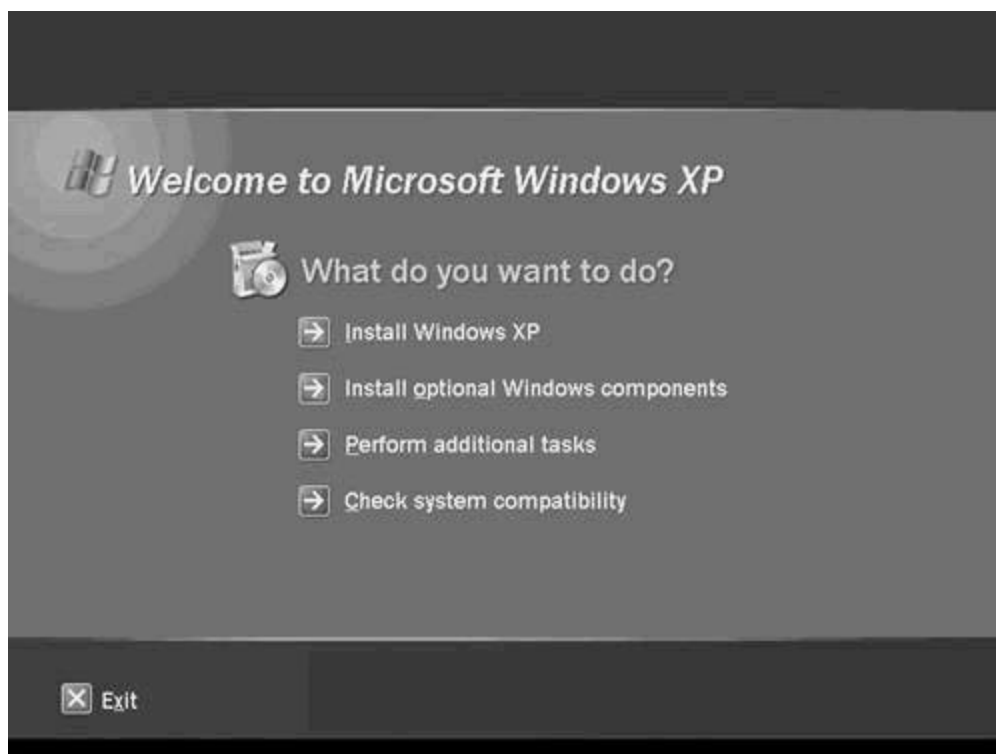 Welcome to Microsoft Windows XP
What do you want to do?
Install Windows XP
Install optional Windows components
Perform additional tasks
Check system compatibility
Exit